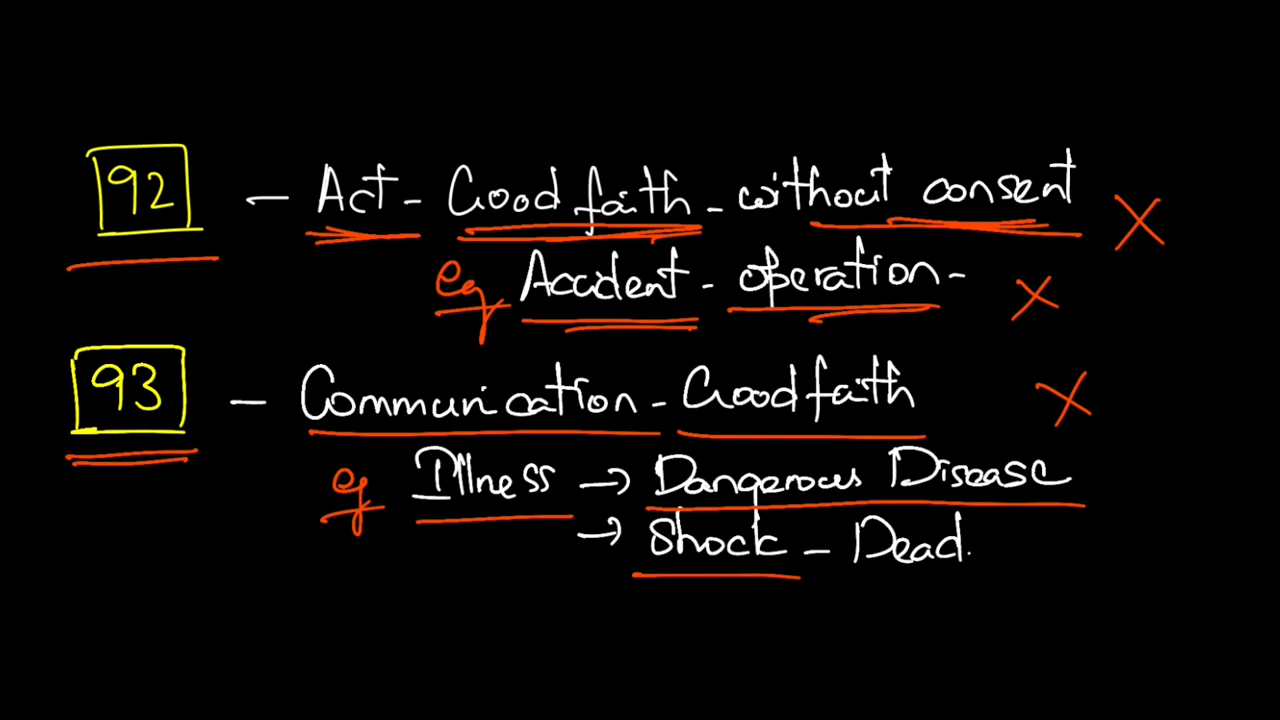 92 - Act - Good faith - without consent X
eg Accident - operation - X
93 - Communication - Good faith X
eg Illness → Dangerous Disease
→ Shock - Dead.